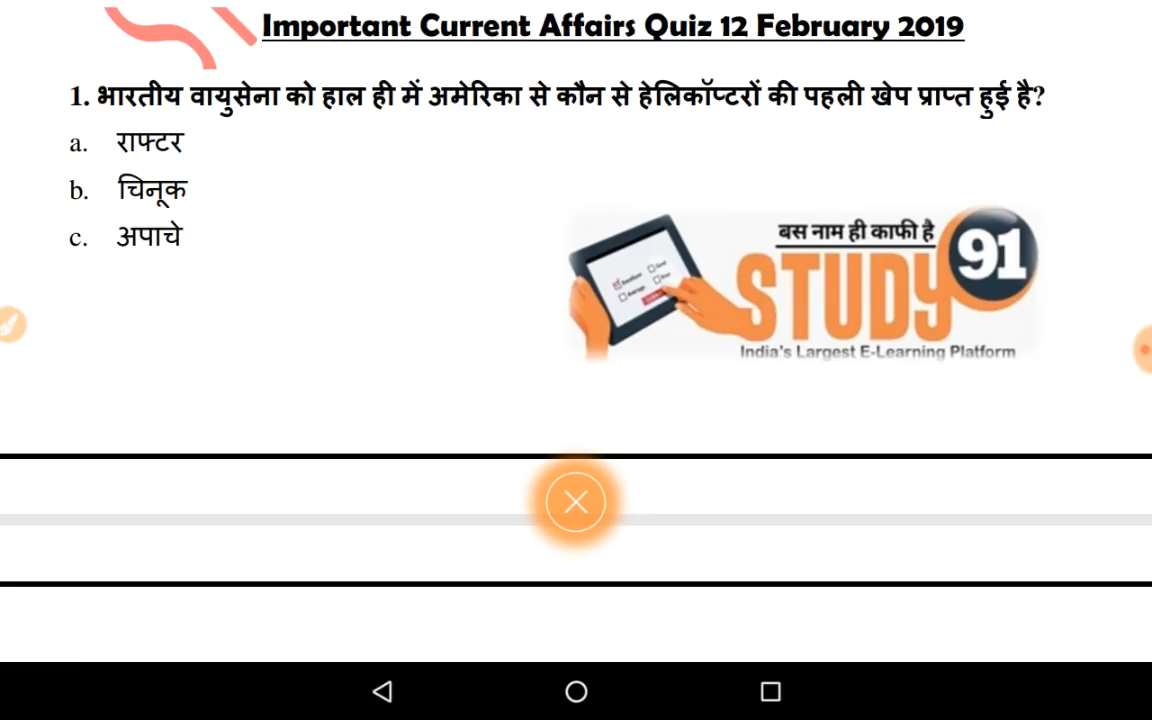 Important Current Affairs Quiz 12 February 2019
1. भारतीय वायुसेना को हाल ही में अमेरिका से कौन से हेलिकॉप्टरों की पहली खेप प्राप्त हुई है?
a. राफ्टर
b. चिनूक
c. अपाचे
बस नाम ही काफी है
STUDY 91
India's Largest E-Learning Platform